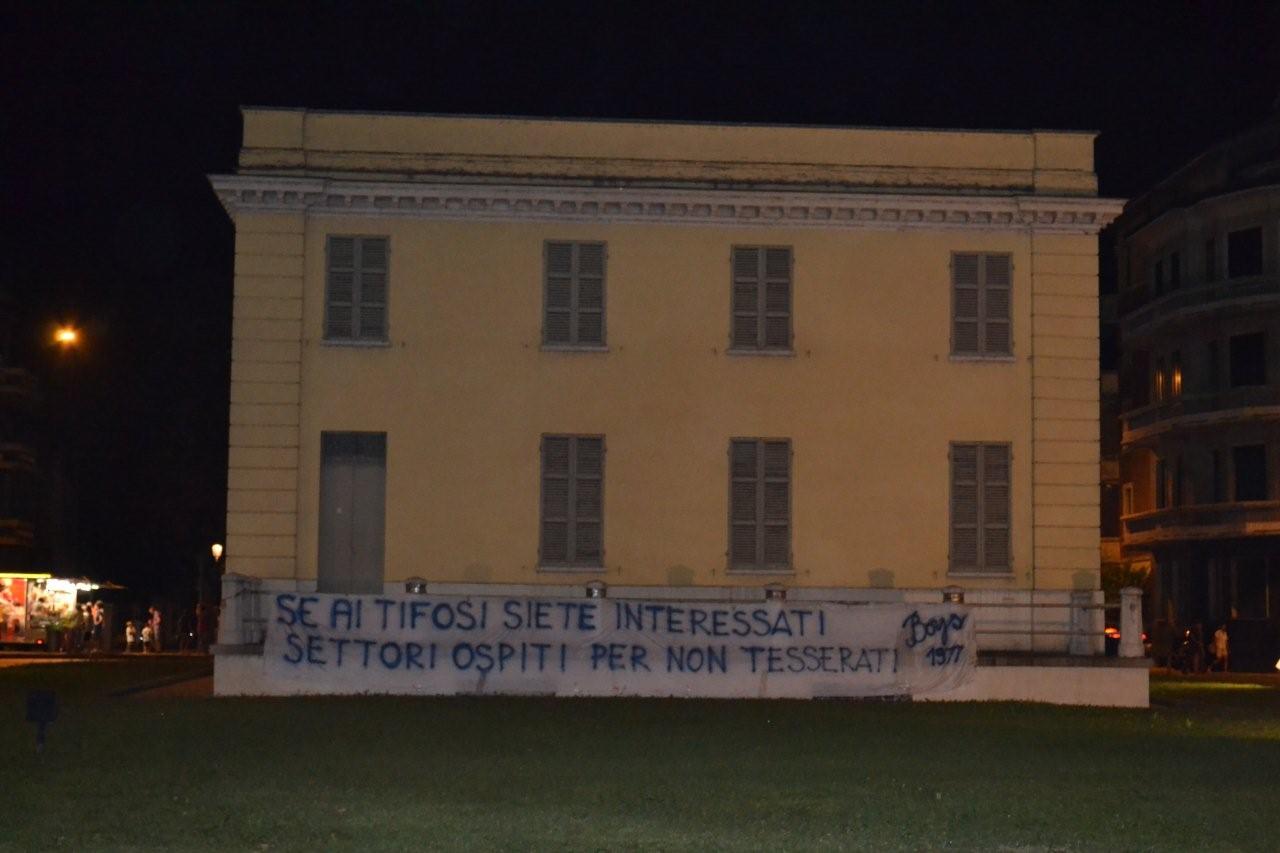 SE AI TIFOSI SIETE INTERESSATI
SETTORI OSPITI PER NON TESSERATI
Boys
1977